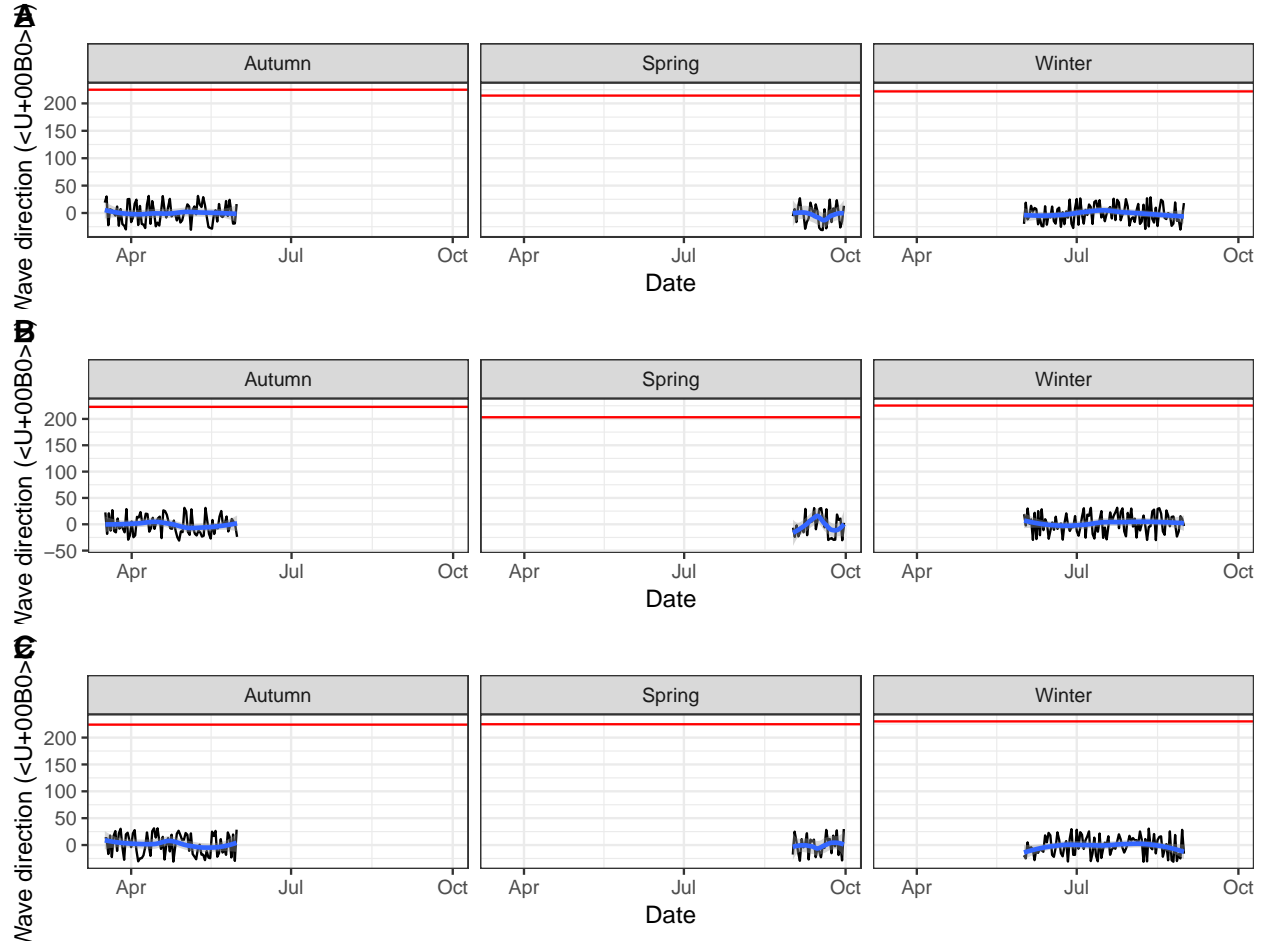 A
Autumn Spring Winter
Wave direction (<U+00B0>)
200
150
100
50
0
Apr Jul Oct Apr Jul Oct Apr Jul Oct
Date
B
Autumn Spring Winter
Wave direction (<U+00B0>)
200
150
100
50
0
−50
Apr Jul Oct Apr Jul Oct Apr Jul Oct
Date
C
Autumn Spring Winter
Wave direction (<U+00B0>)
200
150
100
50
0
Apr Jul Oct Apr Jul Oct Apr Jul Oct
Date